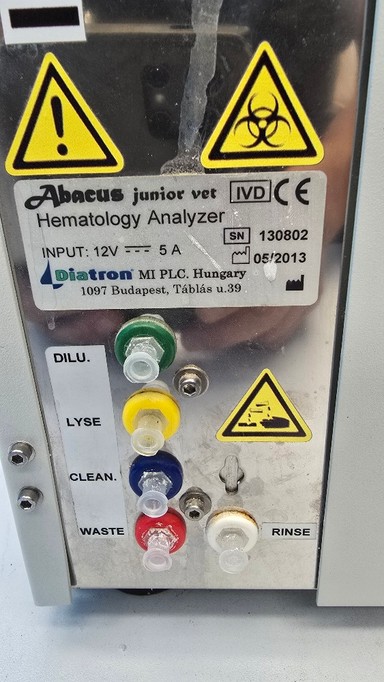 Abacus junior vet IVD CE
Hematology Analyzer
SN 130802
INPUT: 12V 5 A
05/2013
Diatron MI PLC. Hungary
1097 Budapest, Táblás u.39
DILU.
LYSE
CLEAN.
WASTE
RINSE